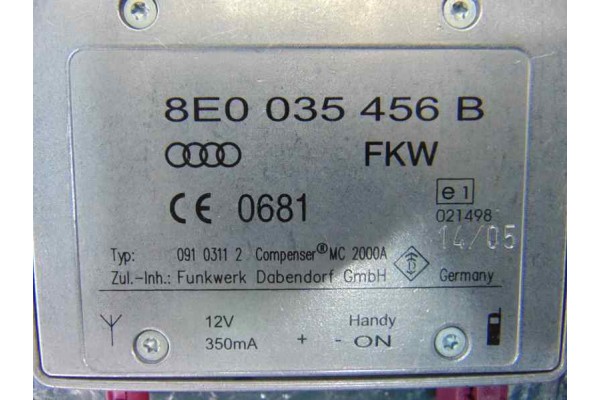 8E0 035 456 B
FKW
CE 0681
e1
021498
14/05
Typ: 091 0311 2 Compenser®MC 2000A
Zul.-Inh.: Funkwerk Dabendorf GmbH Germany
12V Handy
350mA + - ON